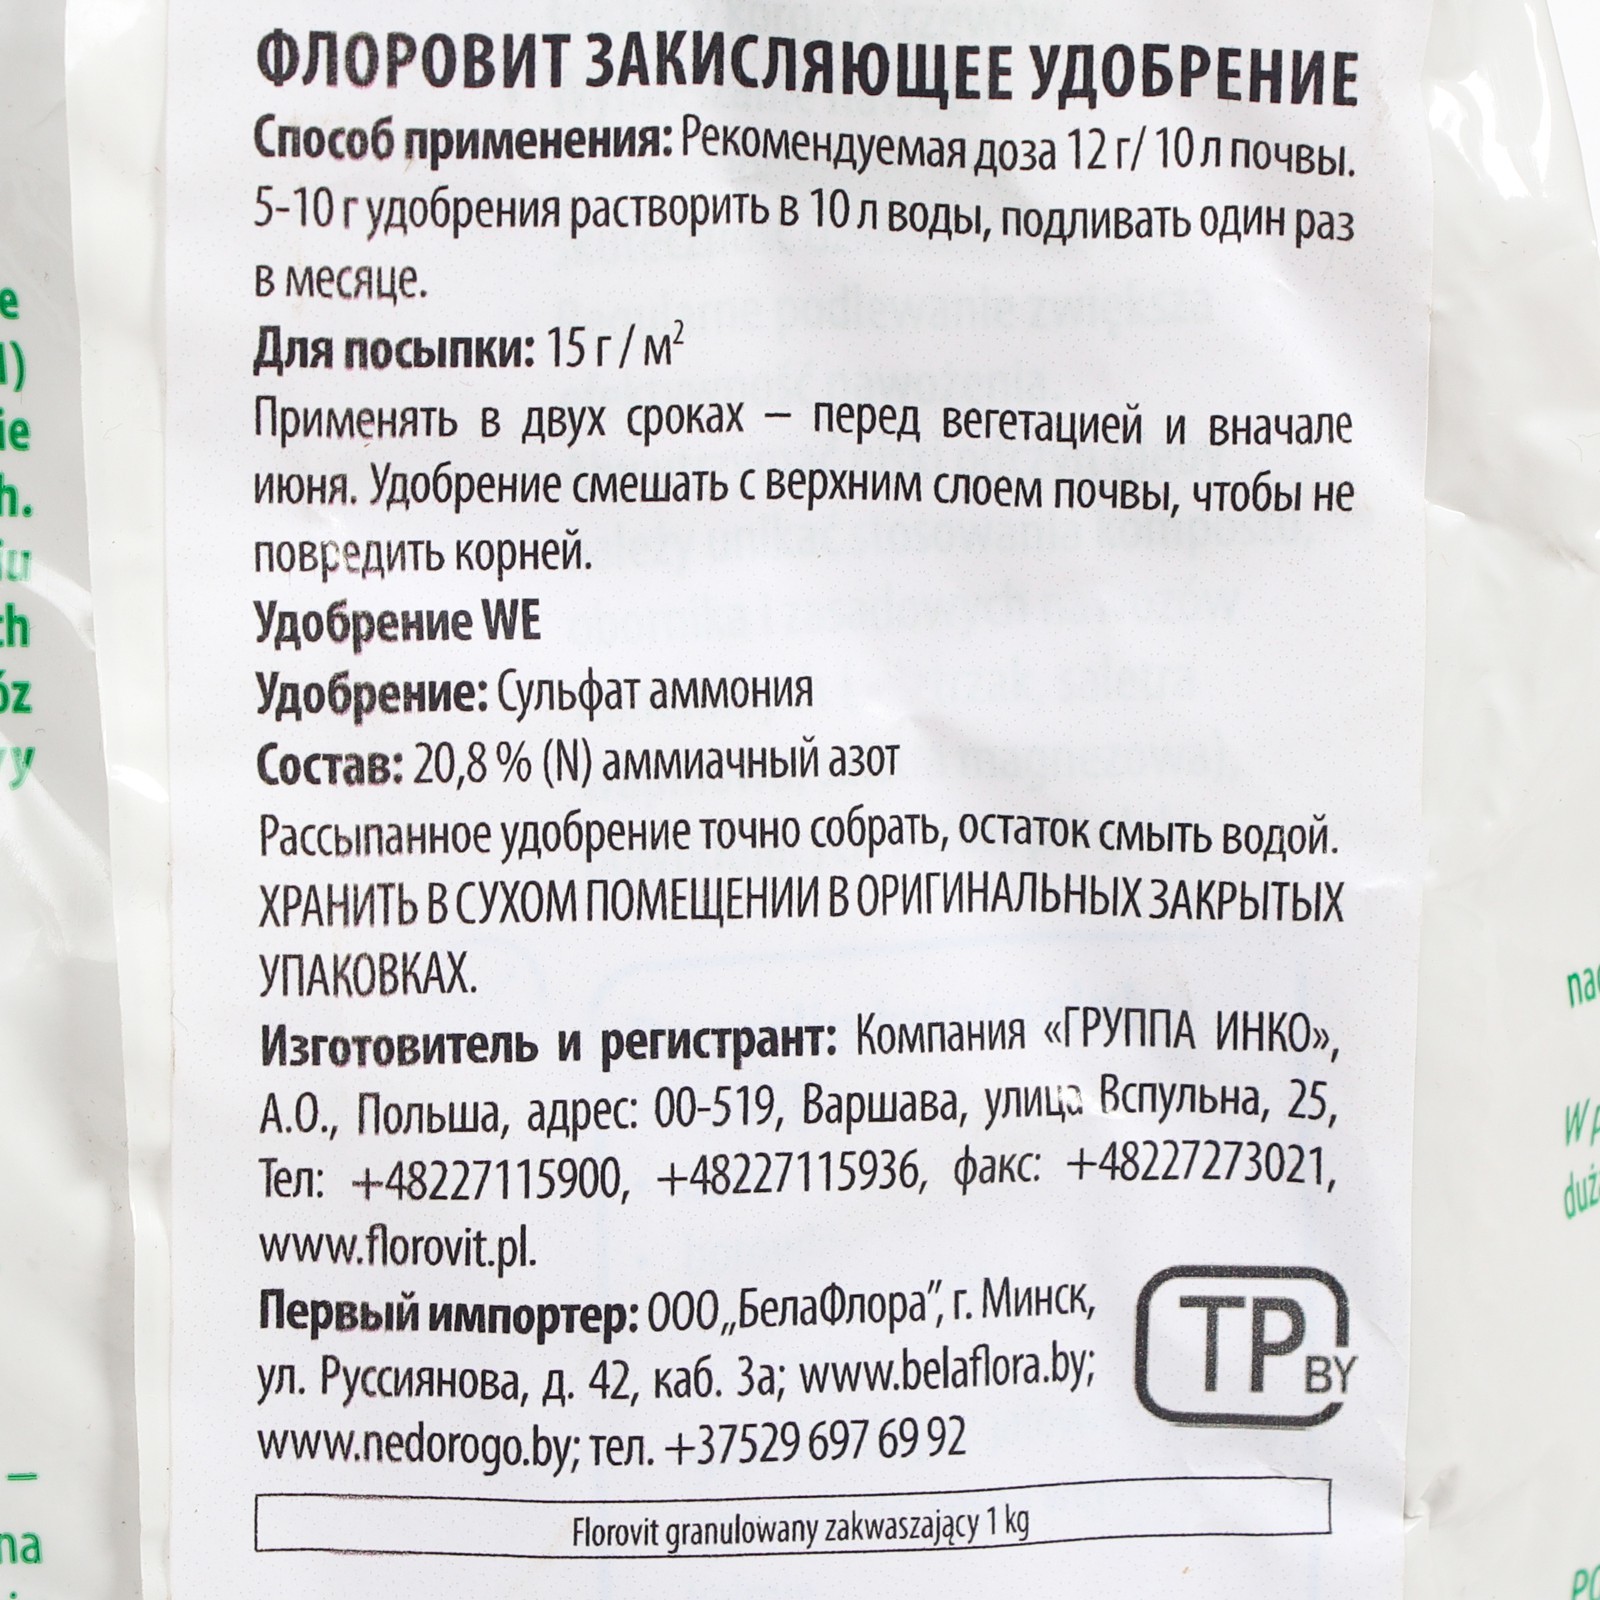 ФЛОРОВИТ ЗАКИСЛЯЮЩЕЕ УДОБРЕНИЕ
Способ применения: Рекомендуемая доза 12 г/ 10 л почвы.
5-10 г удобрения растворить в 10 л воды, подливать один раз
в месяце.
Для посыпки: 15 г / м²
Применять в двух сроках – перед вегетацией и вначале
июня. Удобрение смешать с верхним слоем почвы, чтобы не
повредить корней.
Удобрение WE
Удобрение: Сульфат аммония
Состав: 20,8 % (N) аммиачный азот
Рассыпанное удобрение точно собрать, остаток смыть водой.
ХРАНИТЬ В СУХОМ ПОМЕЩЕНИИ В ОРИГИНАЛЬНЫХ ЗАКРЫТЫХ
УПАКОВКАХ.
Изготовитель и регистрант: Компания «ГРУППА ИНКО»,
А.О., Польша, адрес: 00-519, Варшава, улица Вспульна, 25,
Тел: +48227115900, +48227115936, факс: +48227273021,
www.florovit.pl.
Первый импортер: ООО „БелаФлора”, г. Минск,
ул. Руссиянова, д. 42, каб. 3а; www.belaflora.by;
www.nedorogo.by; тел. +37529 697 69 92
TP BY
Florovit granulowany zakwaszający 1 kg